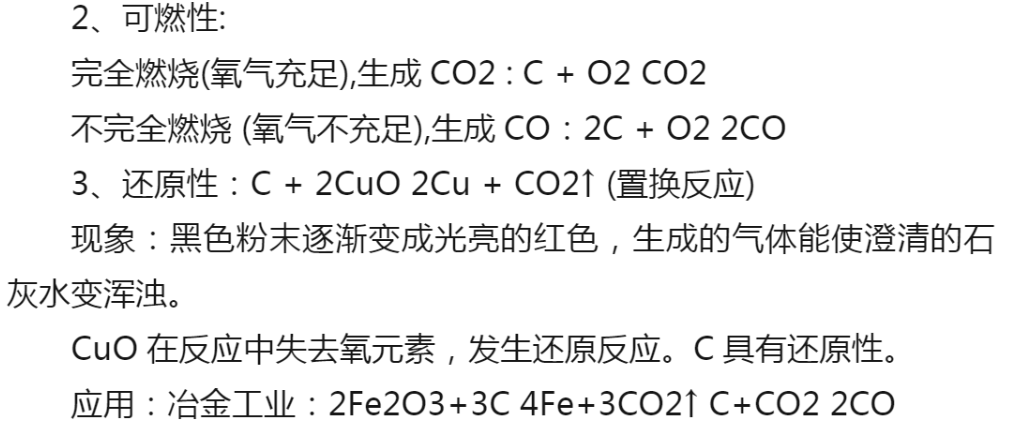 2、可燃性:
完全燃烧(氧气充足),生成 CO2 : C + O2 CO2
不完全燃烧 (氧气不充足),生成 CO：2C + O2 2CO
3、还原性：C + 2CuO 2Cu + CO2↑ (置换反应)
现象：黑色粉末逐渐变成光亮的红色，生成的气体能使澄清的石
灰水变浑浊。
CuO 在反应中失去氧元素，发生还原反应。C 具有还原性。
应用：冶金工业：2Fe2O3+3C 4Fe+3CO2↑ C+CO2 2CO